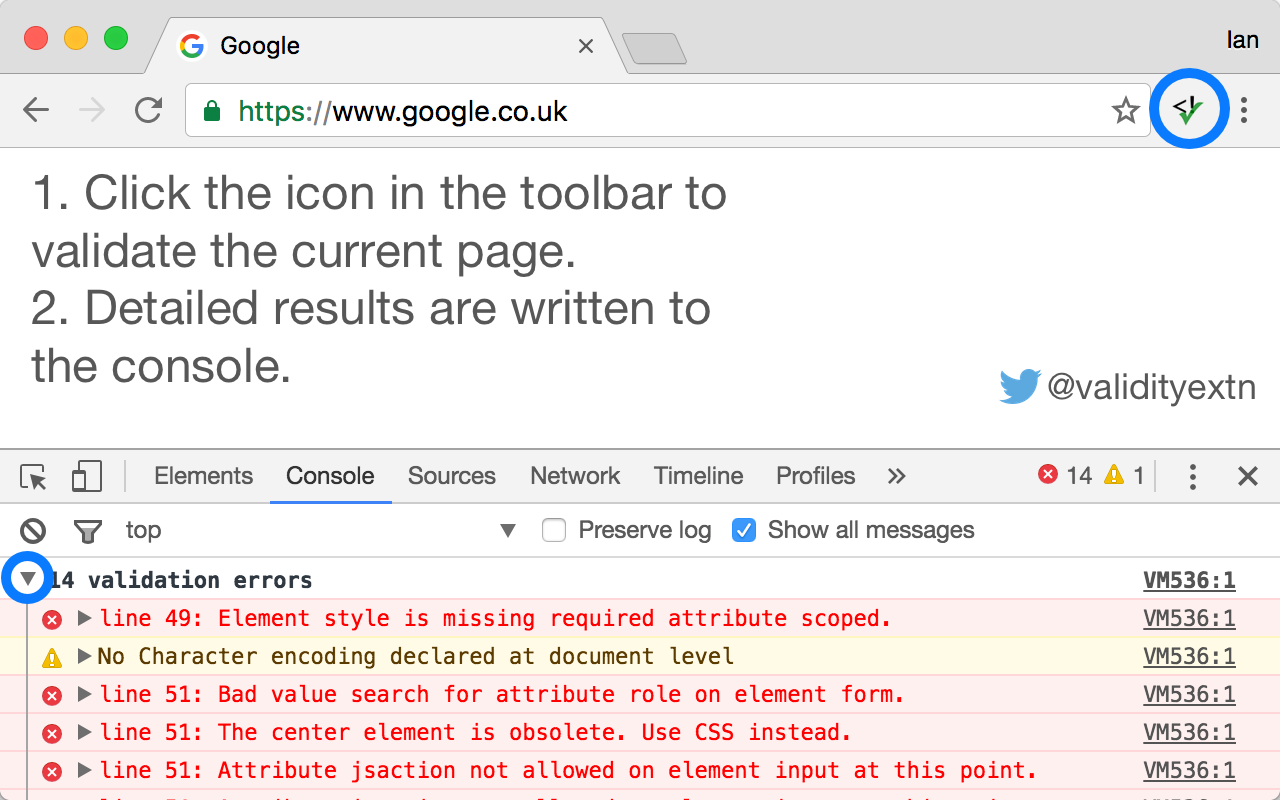 Google
Ian
https://www.google.co.uk
1. Click the icon in the toolbar to
validate the current page.
2. Detailed results are written to
the console.
@validityextn
Elements Console Sources Network Timeline Profiles » 14 1
top Preserve log Show all messages
14 validation errors VM536:1
line 49: Element style is missing required attribute scoped. VM536:1
No Character encoding declared at document level VM536:1
line 51: Bad value search for attribute role on element form. VM536:1
line 51: The center element is obsolete. Use CSS instead. VM536:1
line 51: Attribute jsaction not allowed on element input at this point. VM536:1